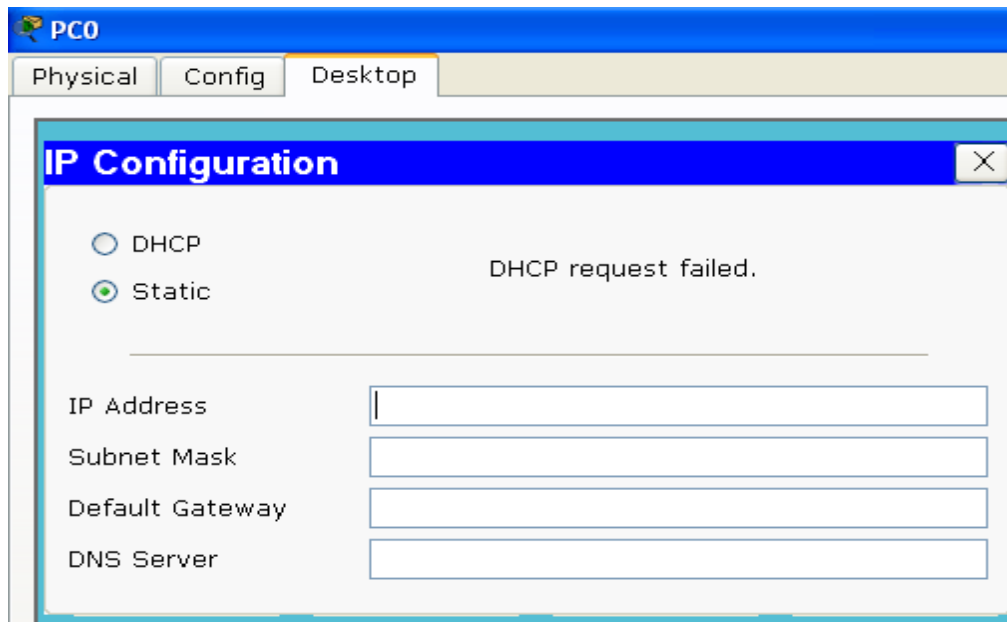 PC0
Physical Config Desktop
IP Configuration
DHCP
DHCP request failed.
Static
IP Address
Subnet Mask
Default Gateway
DNS Server